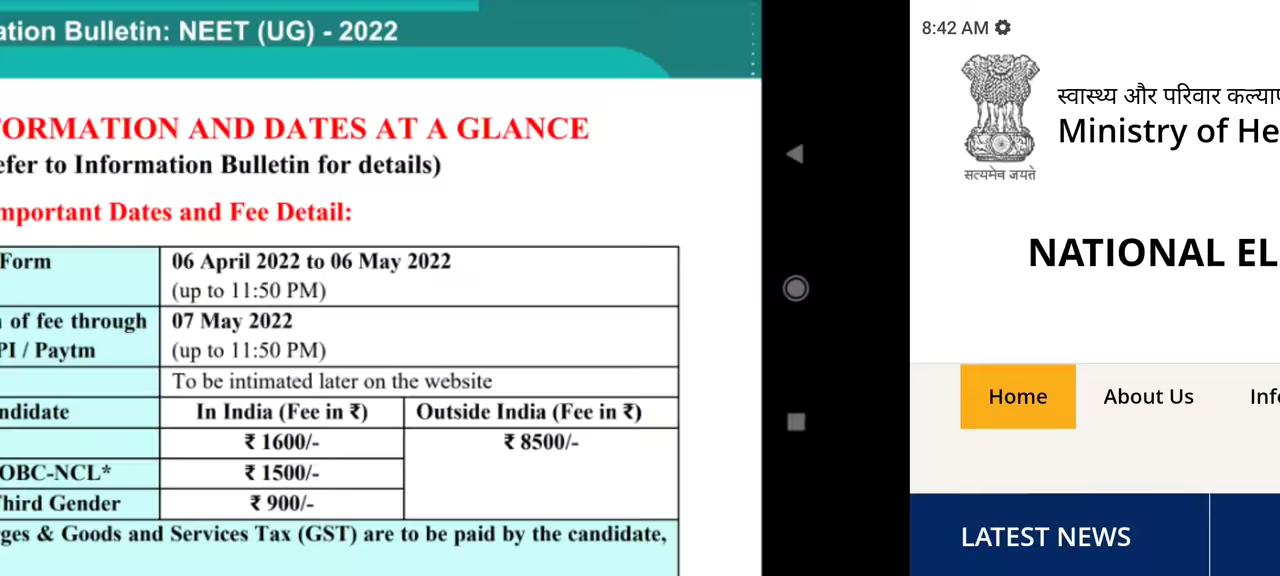 ation Bulletin: NEET (UG) - 2022
FORMATION AND DATES AT A GLANCE
efer to Information Bulletin for details)
mportant Dates and Fee Detail:
Form
06 April 2022 to 06 May 2022
(up to 11:50 PM)
n of fee through
PI / Paytm
07 May 2022
(up to 11:50 PM)
To be intimated later on the website
ndidate
In India (Fee in ₹)
Outside India (Fee in ₹)
₹ 1600/-
₹ 8500/-
OBC-NCL*
₹ 1500/-
Third Gender
₹ 900/-
ges & Goods and Services Tax (GST) are to be paid by the candidate,
8:42 AM
सत्यमेव जयते
स्वास्थ्य और परिवार कल्या
Ministry of He
NATIONAL EL
Home
About Us
Inf
LATEST NEWS